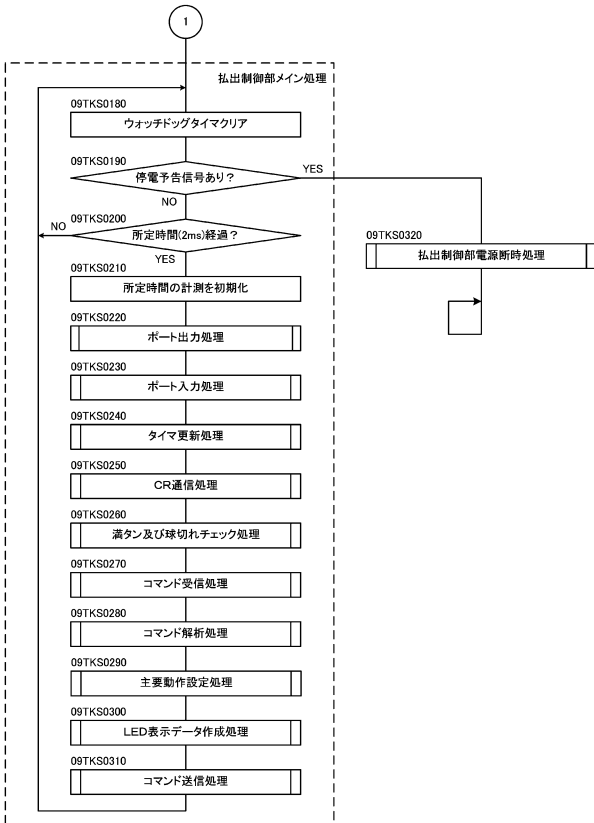 1
払出制御部メイン処理
09TKS0180
ウォッチドッグタイマクリア
09TKS0190
停電予告信号あり？
YES
NO
09TKS0200
所定時間(2ms)経過？
NO
YES
09TKS0320
払出制御部電源断時処理
09TKS0210
所定時間の計測を初期化
09TKS0220
ポート出力処理
09TKS0230
ポート入力処理
09TKS0240
タイマ更新処理
09TKS0250
CR通信処理
09TKS0260
満タン及び球切れチェック処理
09TKS0270
コマンド受信処理
09TKS0280
コマンド解析処理
09TKS0290
主要動作設定処理
09TKS0300
LED表示データ作成処理
09TKS0310
コマンド送信処理